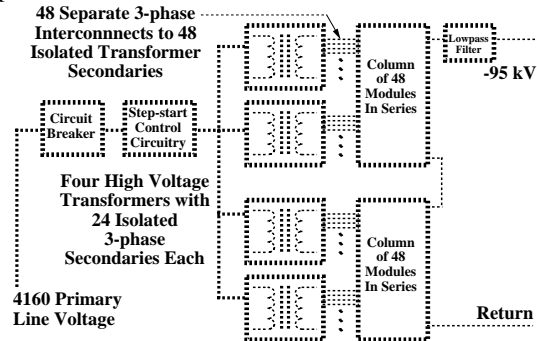 48 Separate 3-phase
Interconnnects to 48
Isolated Transformer
Secondaries
Lowpass
Filter
-95 kV
Column
of 48
Modules
In Series
Circuit
Breaker
Step-start
Control
Circuitry
Four High Voltage
Transformers with
24 Isolated
3-phase
Secondaries Each
Column
of 48
Modules
In Series
4160 Primary
Line Voltage
Return